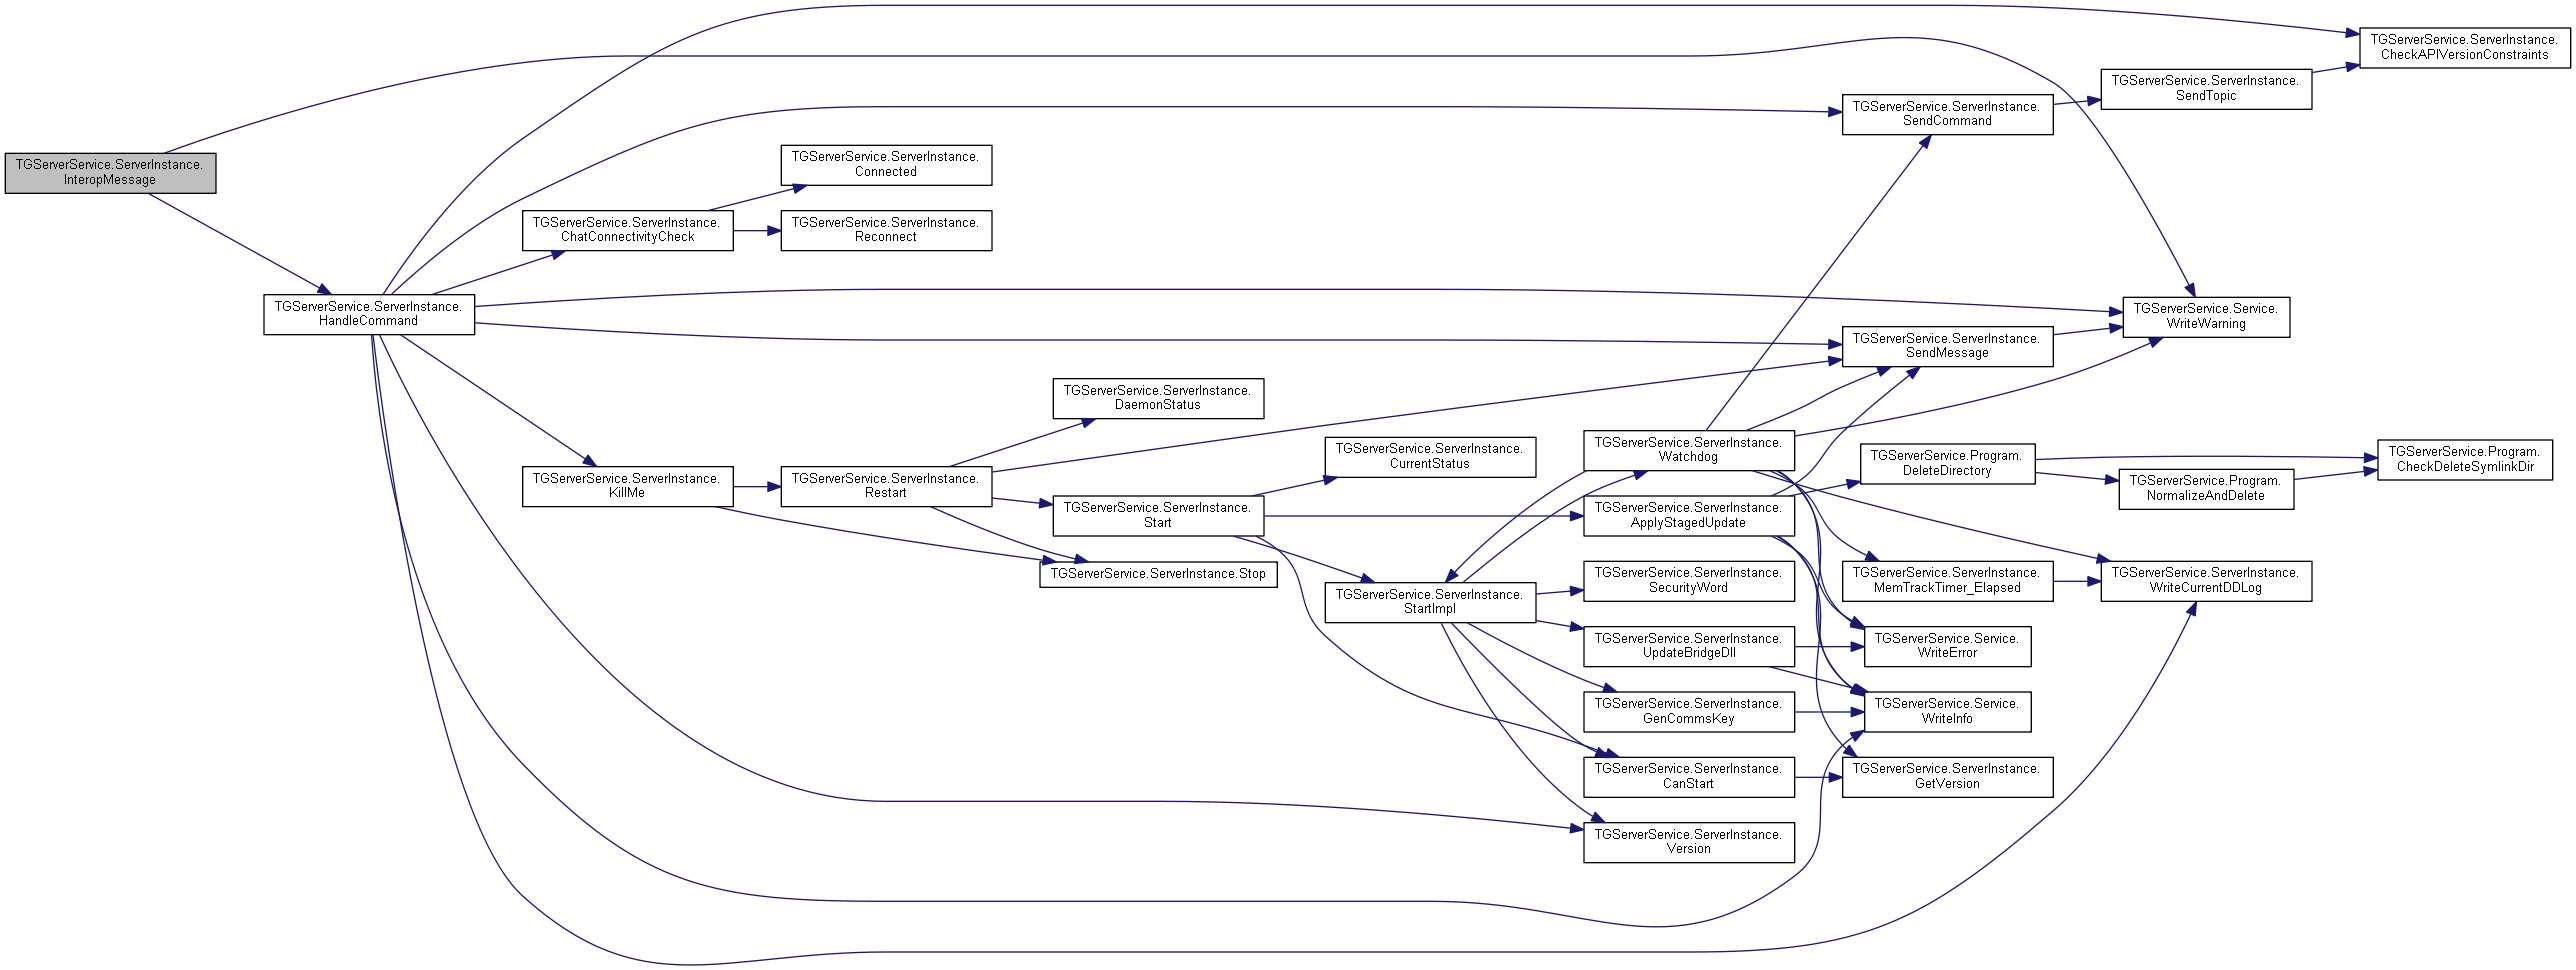 TGServerService.ServerInstance.
InteropMessage
TGServerService.ServerInstance.
HandleCommand
TGServerService.ServerInstance.
ChatConnectivityCheck
TGServerService.ServerInstance.
KillMe
TGServerService.ServerInstance.
Connected
TGServerService.ServerInstance.
Reconnect
TGServerService.ServerInstance.
Restart
TGServerService.ServerInstance.
DaemonStatus
TGServerService.ServerInstance.
Start
TGServerService.ServerInstance.Stop
TGServerService.ServerInstance.
CurrentStatus
TGServerService.ServerInstance.
StartImpl
TGServerService.ServerInstance.
Watchdog
TGServerService.ServerInstance.
ApplyStagedUpdate
TGServerService.ServerInstance.
SecurityWord
TGServerService.ServerInstance.
UpdateBridgeDll
TGServerService.ServerInstance.
GenCommsKey
TGServerService.ServerInstance.
CanStart
TGServerService.ServerInstance.
Version
TGServerService.ServerInstance.
SendCommand
TGServerService.ServerInstance.
SendMessage
TGServerService.Program.
DeleteDirectory
TGServerService.ServerInstance.
MemTrackTimer_Elapsed
TGServerService.Service.
WriteError
TGServerService.Service.
WriteInfo
TGServerService.ServerInstance.
GetVersion
TGServerService.ServerInstance.
SendTopic
TGServerService.Service.
WriteWarning
TGServerService.Program.
NormalizeAndDelete
TGServerService.ServerInstance.
WriteCurrentDDLog
TGServerService.ServerInstance.
CheckAPIVersionConstraints
TGServerService.Program.
CheckDeleteSymlinkDir